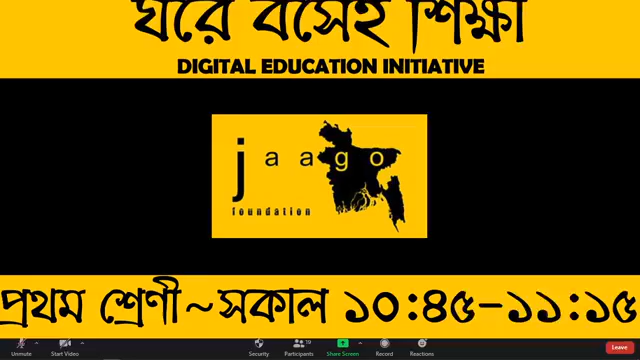 ঘরে বসেই শিক্ষা
DIGITAL EDUCATION INITIATIVE
jaago
foundation
প্রথম শ্রেণী~সকাল ১০:৪৫-১১:১৫
Unmute
Start Video
Security
Participants
19
Share Screen
Record
Reactions
Leave